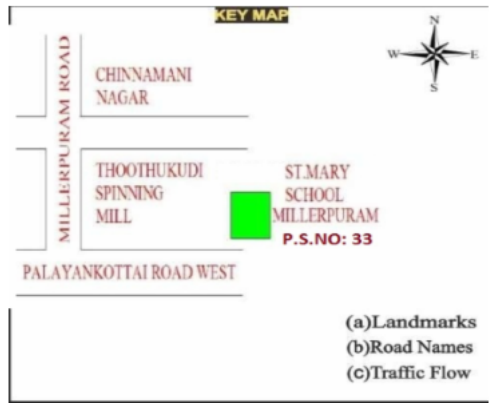 KEY MAP
N
W
E
S
MILLERPURAM ROAD
CHINNAMANI
NAGAR
THOOTHUKUDI
SPINNING
MILL
ST.MARY
SCHOOL
MILLERPURAM
P.S.NO: 33
PALAYANKOTTAI ROAD WEST
(a)Landmarks
(b)Road Names
(c)Traffic Flow